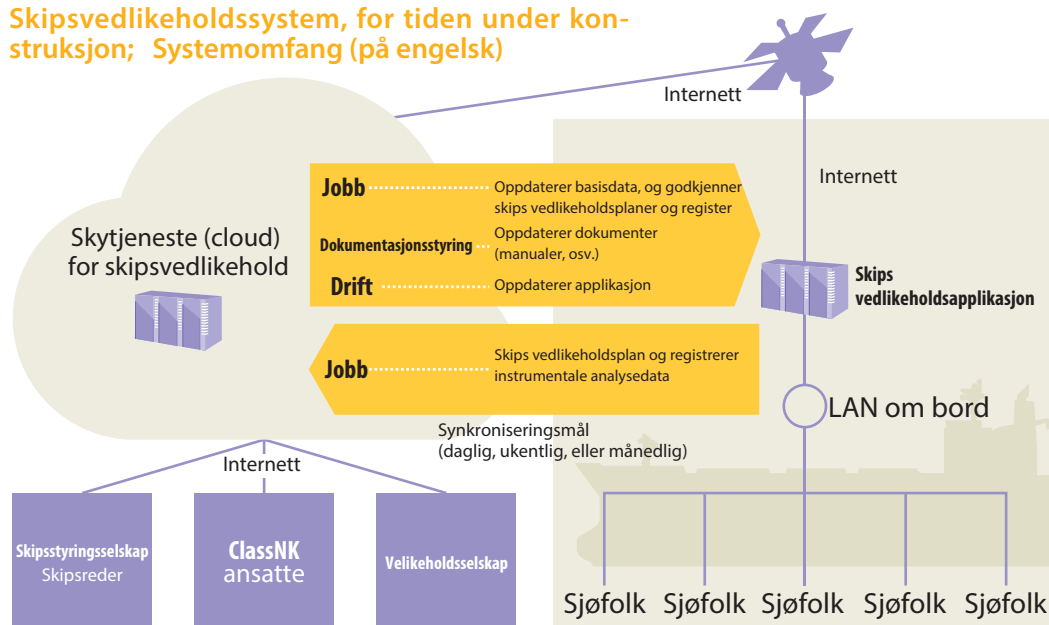 Skipsvedlikeholdssystem, for tiden under kon-
struksjon; Systemomfang (på engelsk)
Internett
Internett
Jobb
Oppdaterer basisdata, og godkjenner
skips vedlikeholdsplaner og register
Dokumentasjonsstyring
Oppdaterer dokumenter
(manualer, osv.)
Drift
Oppdaterer applikasjon
Skytjeneste (cloud)
for skipsvedlikehold
Skips
vedlikeholdsapplikasjon
Jobb
Skips vedlikeholdsplan og registrerer
instrumentale analysedata
LAN om bord
Synkroniseringsmål
(daglig, ukentlig, eller månedlig)
Internett
Skipsstyringsselskap
Skipsreder
ClassNK
ansatte
Velikeholdsselskap
Sjøfolk Sjøfolk Sjøfolk Sjøfolk Sjøfolk